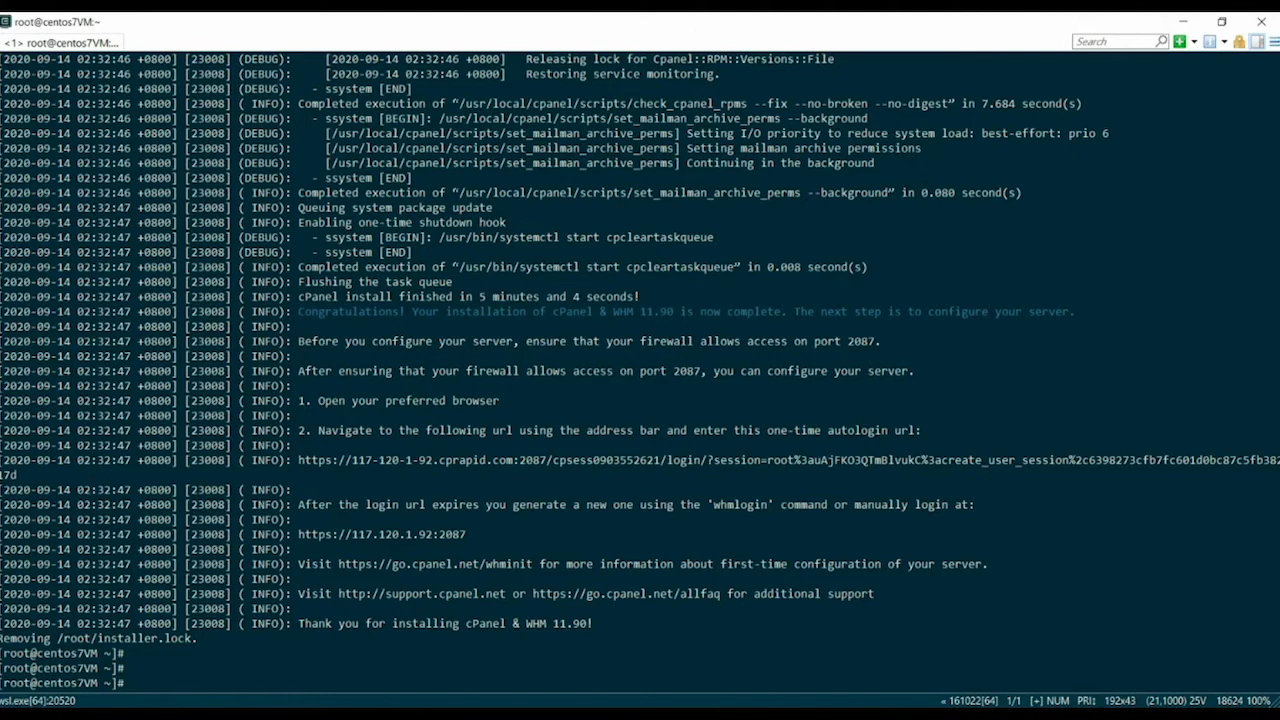 root@centos7VM:~
<1> root@centos7VM:...
Search
[2020-09-14 02:32:46 +0800] [23008] (DEBUG):     [2020-09-14 02:32:46 +0800]   Releasing lock for Cpanel::RPM::Versions::File
[2020-09-14 02:32:46 +0800] [23008] (DEBUG):     [2020-09-14 02:32:46 +0800]   Restoring service monitoring.
[2020-09-14 02:32:46 +0800] [23008] (DEBUG):   - ssystem [END]
[2020-09-14 02:32:46 +0800] [23008] ( INFO): Completed execution of “/usr/local/cpanel/scripts/check_cpanel_rpms --fix --no-broken --no-digest” in 7.684 second(s)
[2020-09-14 02:32:46 +0800] [23008] (DEBUG):   - ssystem [BEGIN]: /usr/local/cpanel/scripts/set_mailman_archive_perms --background
[2020-09-14 02:32:46 +0800] [23008] (DEBUG):     [/usr/local/cpanel/scripts/set_mailman_archive_perms] Setting I/O priority to reduce system load: best-effort: prio 6
[2020-09-14 02:32:46 +0800] [23008] (DEBUG):     [/usr/local/cpanel/scripts/set_mailman_archive_perms] Setting mailman archive permissions
[2020-09-14 02:32:46 +0800] [23008] (DEBUG):     [/usr/local/cpanel/scripts/set_mailman_archive_perms] Continuing in the background
[2020-09-14 02:32:46 +0800] [23008] (DEBUG):   - ssystem [END]
[2020-09-14 02:32:46 +0800] [23008] ( INFO): Completed execution of “/usr/local/cpanel/scripts/set_mailman_archive_perms --background” in 0.080 second(s)
[2020-09-14 02:32:47 +0800] [23008] ( INFO): Queuing system package update
[2020-09-14 02:32:47 +0800] [23008] ( INFO): Enabling one-time shutdown hook
[2020-09-14 02:32:47 +0800] [23008] (DEBUG):   - ssystem [BEGIN]: /usr/bin/systemctl start cpcleartaskqueue
[2020-09-14 02:32:47 +0800] [23008] (DEBUG):   - ssystem [END]
[2020-09-14 02:32:47 +0800] [23008] ( INFO): Completed execution of “/usr/bin/systemctl start cpcleartaskqueue” in 0.008 second(s)
[2020-09-14 02:32:47 +0800] [23008] ( INFO): Flushing the task queue
[2020-09-14 02:32:47 +0800] [23008] ( INFO): cPanel install finished in 5 minutes and 4 seconds!
[2020-09-14 02:32:47 +0800] [23008] ( INFO): Congratulations! Your installation of cPanel & WHM 11.90 is now complete. The next step is to configure your server.
[2020-09-14 02:32:47 +0800] [23008] ( INFO):
[2020-09-14 02:32:47 +0800] [23008] ( INFO): Before you configure your server, ensure that your firewall allows access on port 2087.
[2020-09-14 02:32:47 +0800] [23008] ( INFO):
[2020-09-14 02:32:47 +0800] [23008] ( INFO): After ensuring that your firewall allows access on port 2087, you can configure your server.
[2020-09-14 02:32:47 +0800] [23008] ( INFO):
[2020-09-14 02:32:47 +0800] [23008] ( INFO): 1. Open your preferred browser
[2020-09-14 02:32:47 +0800] [23008] ( INFO):
[2020-09-14 02:32:47 +0800] [23008] ( INFO): 2. Navigate to the following url using the address bar and enter this one-time autologin url:
[2020-09-14 02:32:47 +0800] [23008] ( INFO):
[2020-09-14 02:32:47 +0800] [23008] ( INFO): https://117-120-1-92.cprapid.com:2087/cpsess0903552621/login/?session=root%3auAjFKO3QTmBlvukC%3acreate_user_session%2c6398273cfb7fc601d0bc87c5fb382
17d
[2020-09-14 02:32:47 +0800] [23008] ( INFO):
[2020-09-14 02:32:47 +0800] [23008] ( INFO): After the login url expires you generate a new one using the 'whmlogin' command or manually login at:
[2020-09-14 02:32:47 +0800] [23008] ( INFO):
[2020-09-14 02:32:47 +0800] [23008] ( INFO): https://117.120.1.92:2087
[2020-09-14 02:32:47 +0800] [23008] ( INFO):
[2020-09-14 02:32:47 +0800] [23008] ( INFO): Visit https://go.cpanel.net/whminit for more information about first-time configuration of your server.
[2020-09-14 02:32:47 +0800] [23008] ( INFO):
[2020-09-14 02:32:47 +0800] [23008] ( INFO): Visit http://support.cpanel.net or https://go.cpanel.net/allfaq for additional support
[2020-09-14 02:32:47 +0800] [23008] ( INFO):
[2020-09-14 02:32:47 +0800] [23008] ( INFO): Thank you for installing cPanel & WHM 11.90!
Removing /root/installer.lock.
[root@centos7VM ~]#
[root@centos7VM ~]#
[root@centos7VM ~]#
wsl.exe[64]:20520
« 161022[64] 1/1 [+] NUM PRI↕ 192x43 (21,1000) 25V 18624 100%